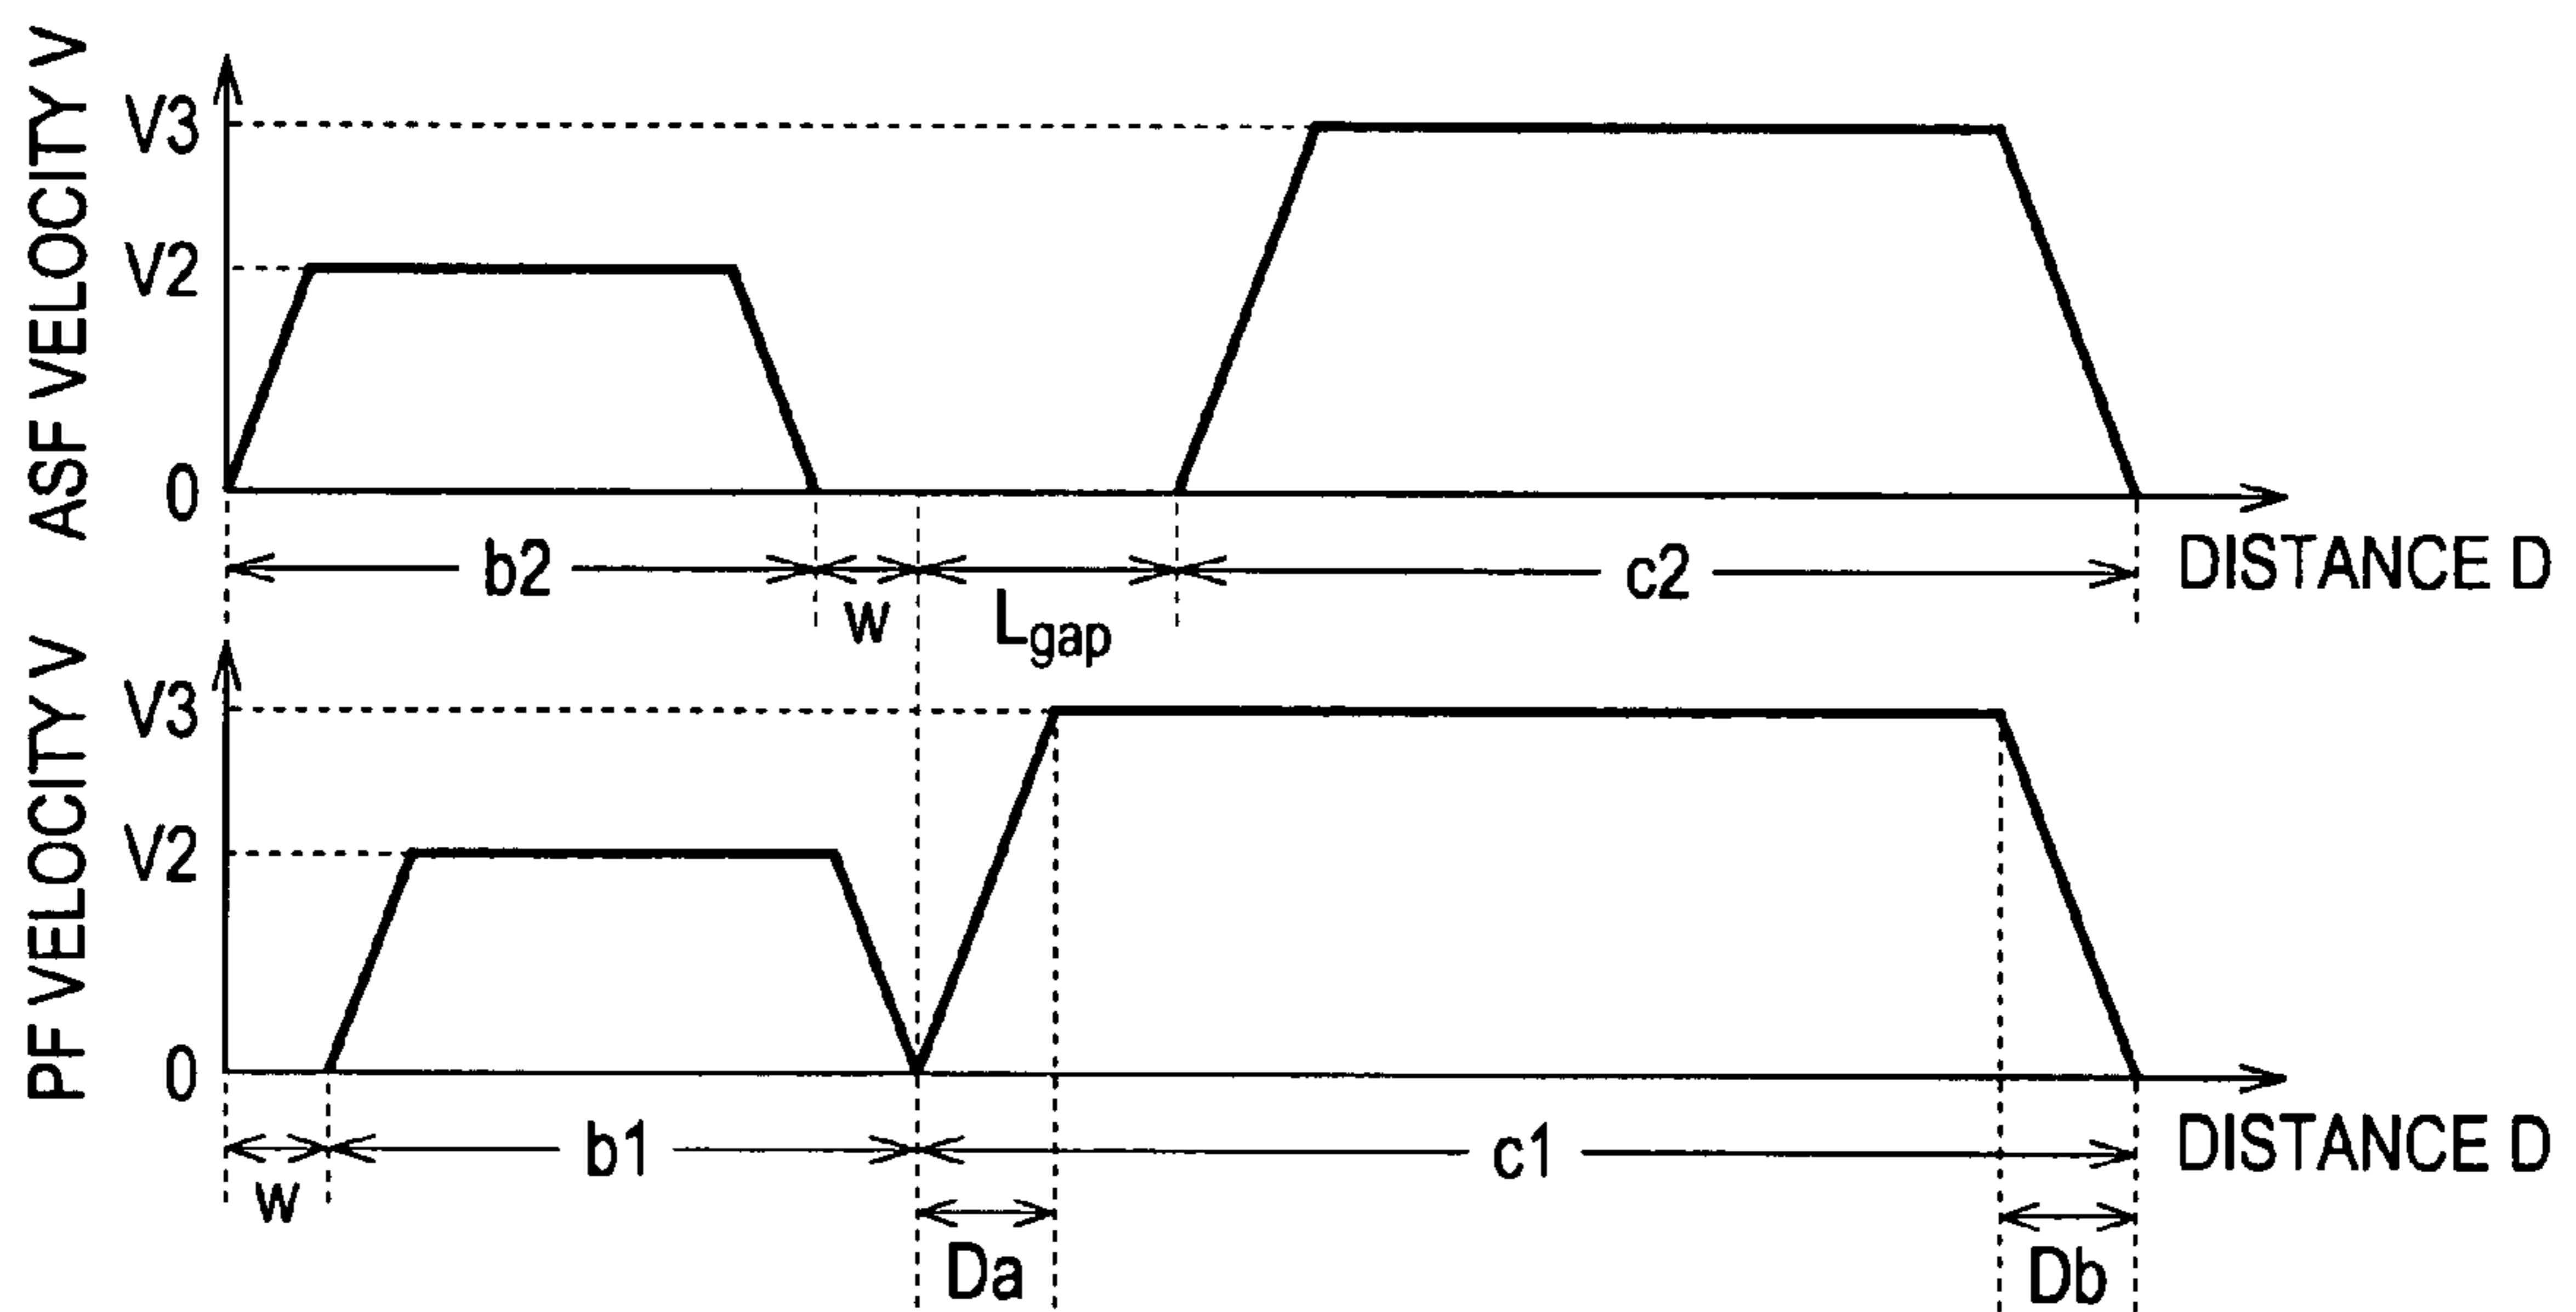 ASF VELOCITY V
V3
V2
0
b2
w
Lgap
c2
DISTANCE D
PF VELOCITY V
V3
V2
0
w
b1
c1
DISTANCE D
Da
Db